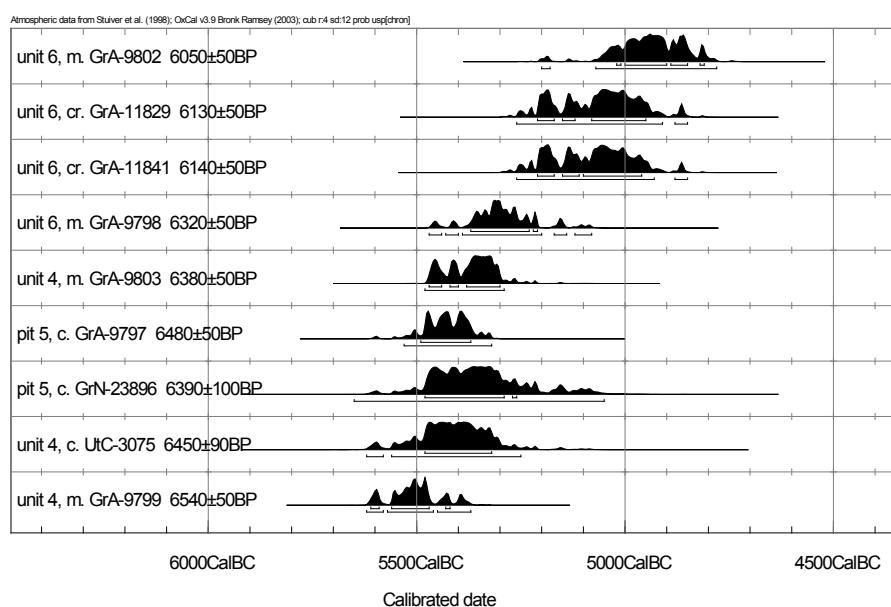 Atmospheric data from Stuiver et al. (1998); OxCal v3.9 Bronk Ramsey (2003); cub r:4 sd:12 prob usp[chron]
unit 6, m. GrA-9802 6050±50BP
unit 6, cr. GrA-11829 6130±50BP
unit 6, cr. GrA-11841 6140±50BP
unit 6, m. GrA-9798 6320±50BP
unit 4, m. GrA-9803 6380±50BP
pit 5, c. GrA-9797 6480±50BP
pit 5, c. GrN-23896 6390±100BP
unit 4, c. UtC-3075 6450±90BP
unit 4, m. GrA-9799 6540±50BP
6000CalBC 5500CalBC 5000CalBC 4500CalBC
Calibrated date